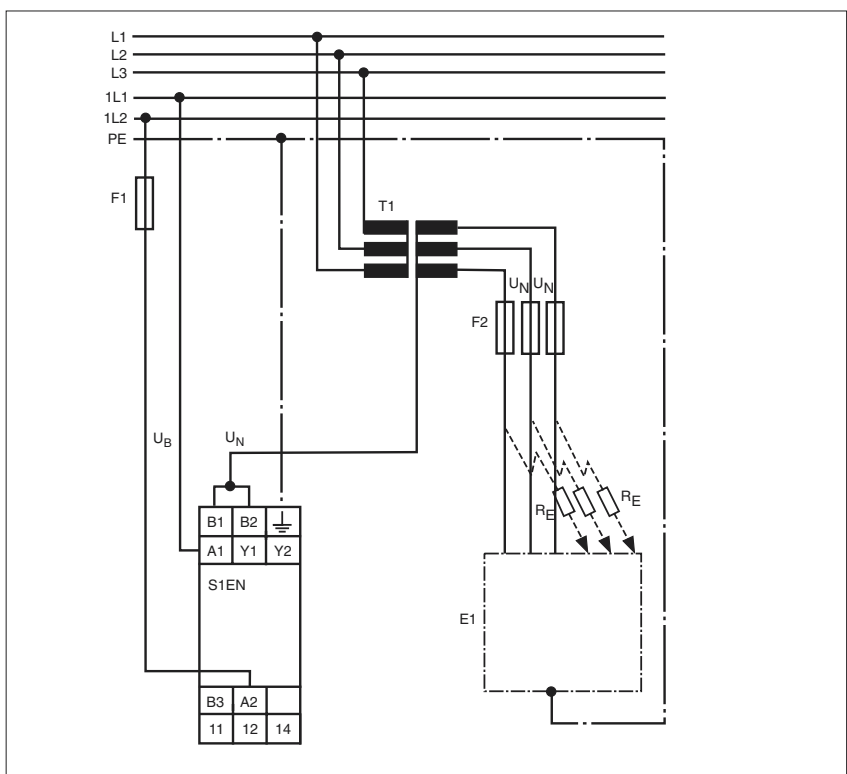 L1
L2
L3
1L1
1L2
PE
F1
T1
UN UN
F2
UB
UN
RE RE
B1 B2
A1 Y1 Y2
S1EN
E1
B3 A2
11 12 14